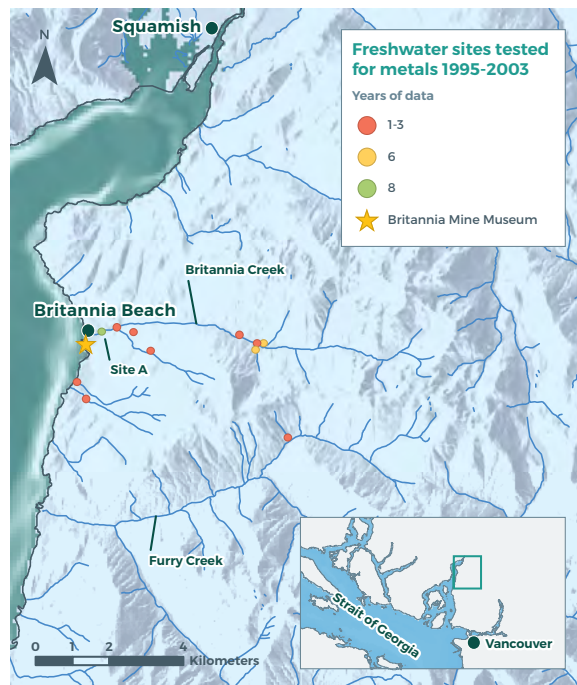 Squamish
N
Freshwater sites tested
for metals 1995-2003
Years of data
1-3
6
8
Britannia Mine Museum
Britannia Creek
Britannia Beach
Site A
Furry Creek
Strait of Georgia
Vancouver
0 2 4
Kilometers